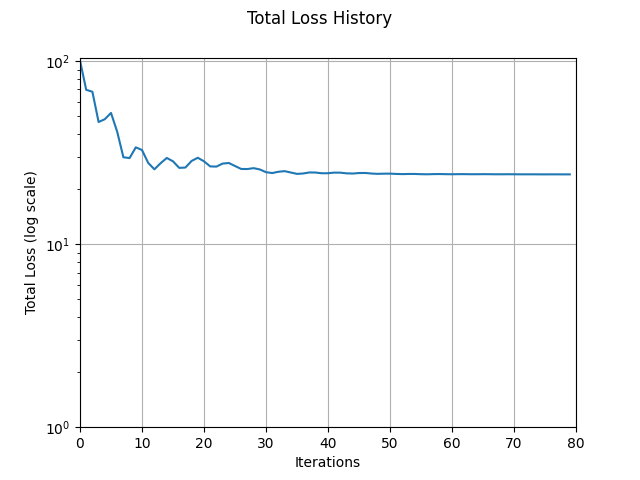 Total Loss History
Total Loss (log scale)
10²
10¹
10⁰
0 10 20 30 40 50 60 70 80
Iterations